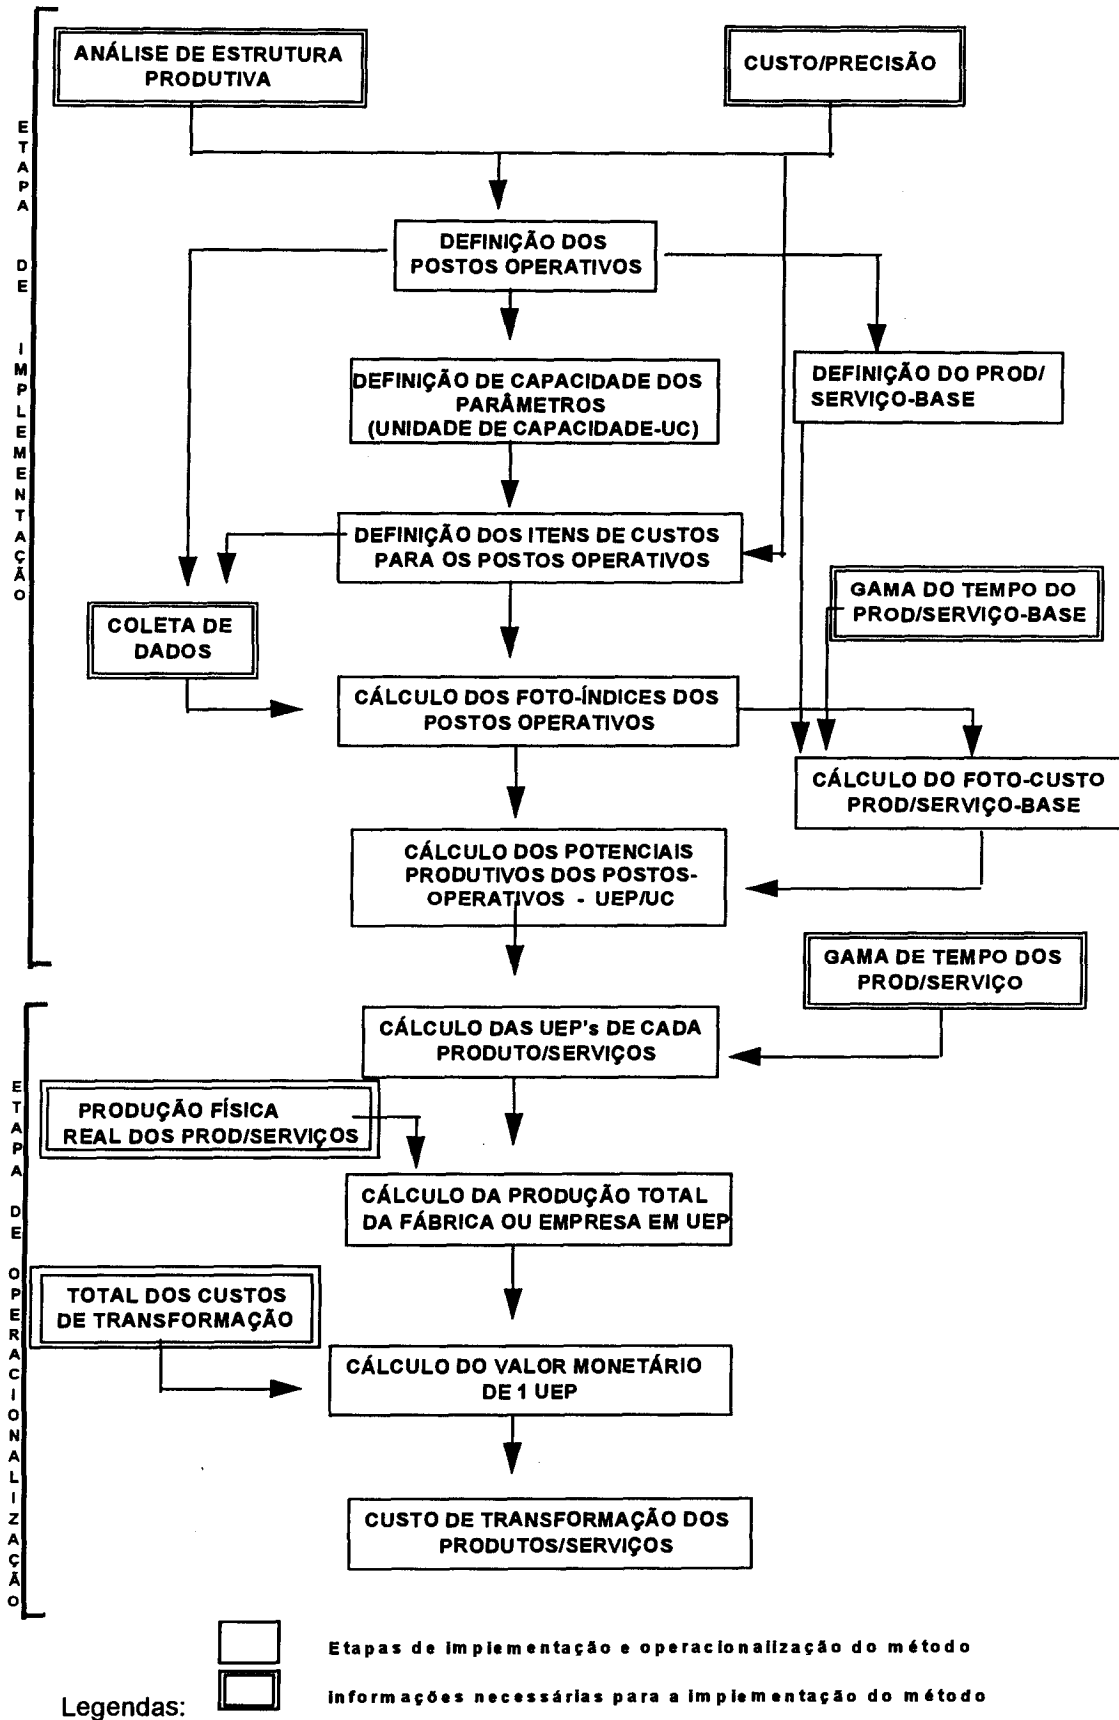 ANÁLISE DE ESTRUTURA
PRODUTIVA
CUSTO/PRECISÃO
ETAPA DE IMPLEMENTAÇÃO
DEFINIÇÃO DOS
POSTOS OPERATIVOS
DEFINIÇÃO DE CAPACIDADE DOS
PARÂMETROS
(UNIDADE DE CAPACIDADE-UC)
DEFINIÇÃO DO PROD/
SERVIÇO-BASE
DEFINIÇÃO DOS ITENS DE CUSTOS
PARA OS POSTOS OPERATIVOS
GAMA DO TEMPO DO
PROD/SERVIÇO-BASE
COLETA DE
DADOS
CÁLCULO DOS FOTO-ÍNDICES DOS
POSTOS OPERATIVOS
CÁLCULO DO FOTO-CUSTO
PROD/SERVIÇO-BASE
CÁLCULO DOS POTENCIAIS
PRODUTIVOS DOS POSTOS-
OPERATIVOS - UEP/UC
GAMA DE TEMPO DOS
PROD/SERVIÇO
ETAPA DE OPERACIONALIZAÇÃO
CÁLCULO DAS UEP's DE CADA
PRODUTO/SERVIÇOS
PRODUÇÃO FÍSICA
REAL DOS PROD/SERVIÇOS
CÁLCULO DA PRODUÇÃO TOTAL
DA FÁBRICA OU EMPRESA EM UEP
TOTAL DOS CUSTOS
DE TRANSFORMAÇÃO
CÁLCULO DO VALOR MONETÁRIO
DE 1 UEP
CUSTO DE TRANSFORMAÇÃO DOS
PRODUTOS/SERVIÇOS
Etapas de implementação e operacionalização do método
Legendas:
informações necessárias para a implementação do método